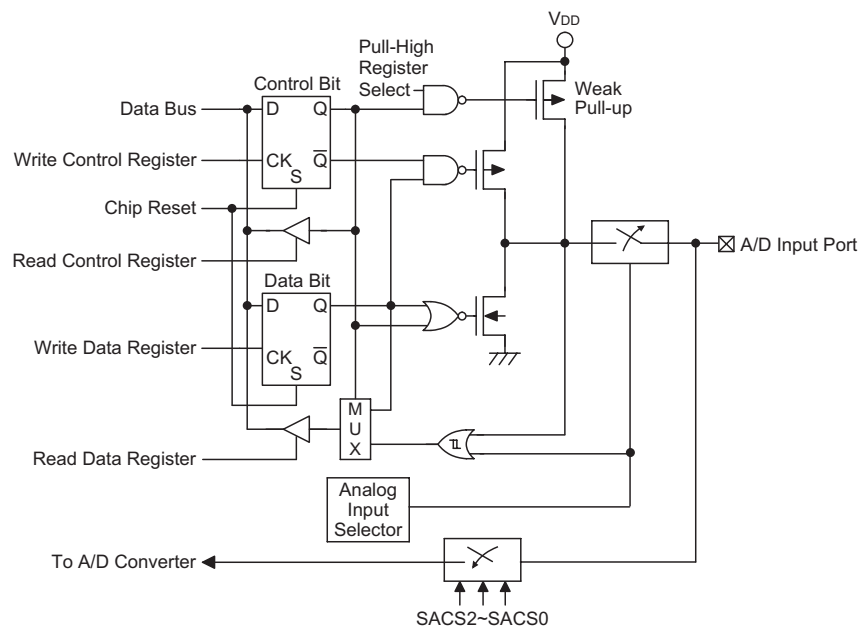 VDD
Pull-High
Register
Select
Weak
Pull-up
Control Bit
Data Bus
D
Q
Write Control Register
CK
Q̅
S
Chip Reset
Read Control Register
A/D Input Port
Data Bit
D
Q
Write Data Register
CK
Q̅
S
M
U
X
Read Data Register
Analog
Input
Selector
To A/D Converter
SACS2~SACS0